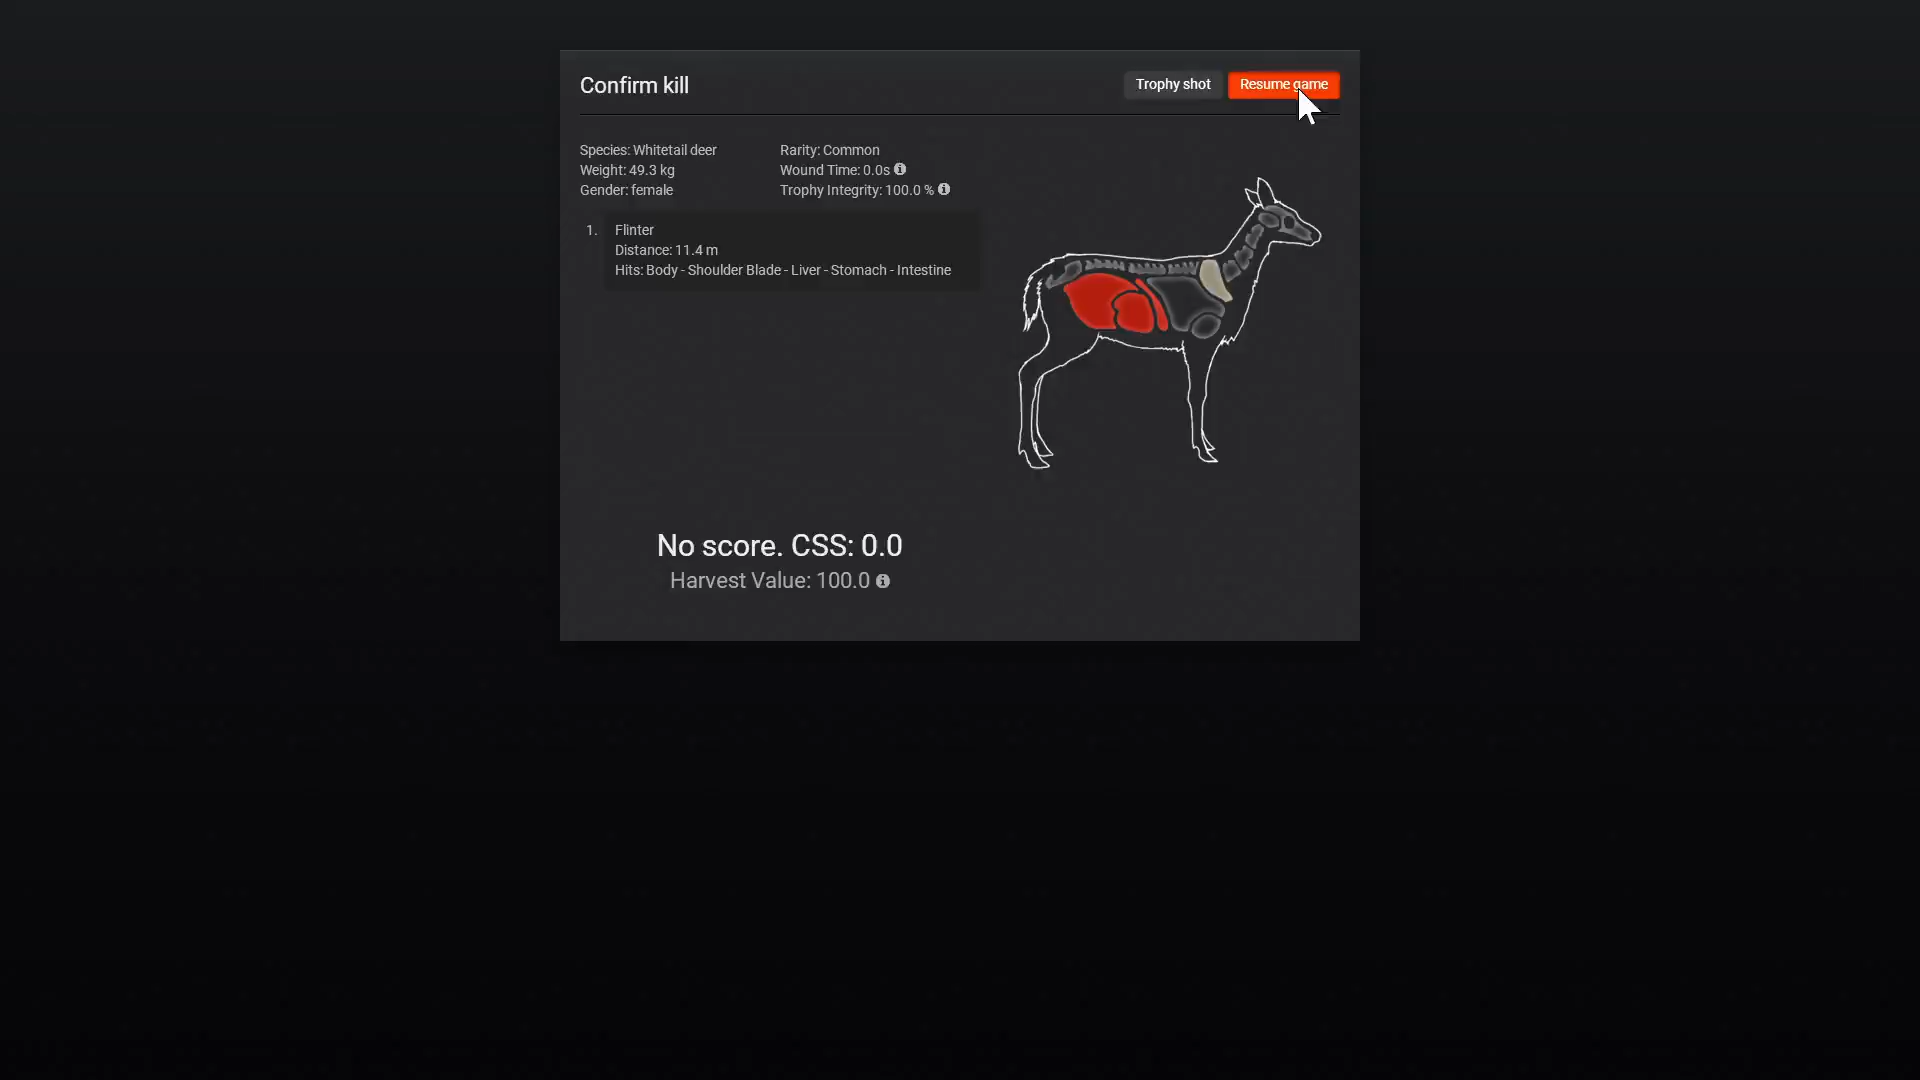 Confirm kill
Trophy shot
Resume game
Species: Whitetail deer
Weight: 49.3 kg
Gender: female
Rarity: Common
Wound Time: 0.0s
Trophy Integrity: 100.0 %
1.
Flinter
Distance: 11.4 m
Hits: Body - Shoulder Blade - Liver - Stomach - Intestine
No score. CSS: 0.0
Harvest Value: 100.0